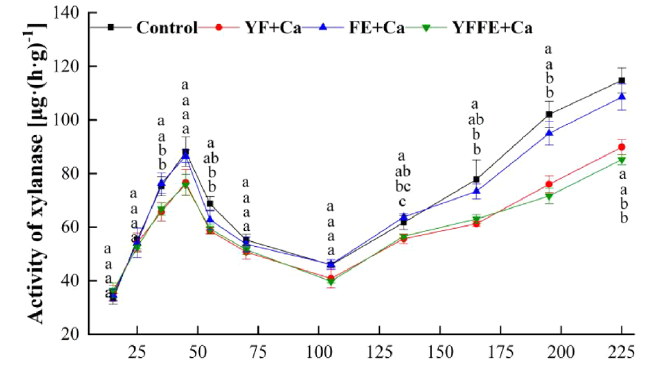 140
120
100
80
60
40
20
Activity of xylanase [μg·(h·g)⁻¹]
Control
YF+Ca
FE+Ca
YFFE+Ca
a
a
a
a
a
a
a
a
a
a
b
b
a
a
a
a
a
ab
b
b
a
a
a
a
a
a
a
a
a
ab
bc
c
a
ab
b
b
a
a
b
b
a
a
b
b
25
50
75
100
125
150
175
200
225